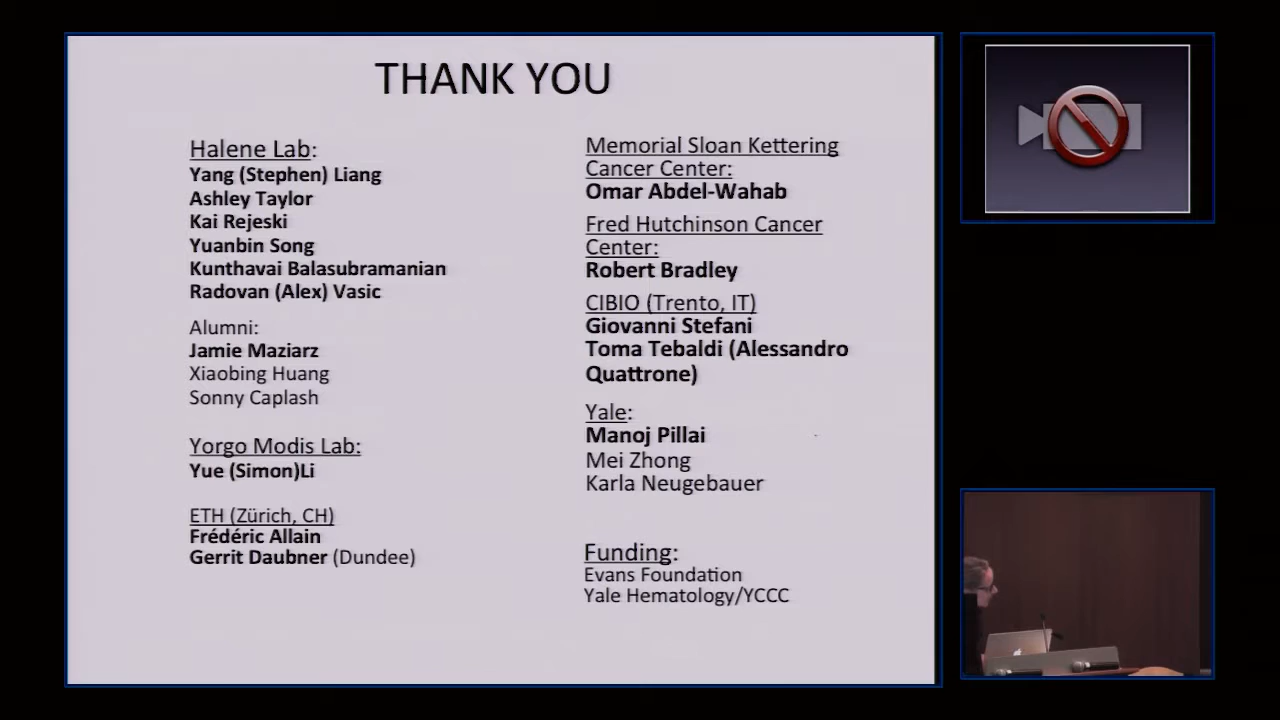 THANK YOU
Halene Lab:
Yang (Stephen) Liang
Ashley Taylor
Kai Rejeski
Yuanbin Song
Kunthavai Balasubramanian
Radovan (Alex) Vasic
Alumni:
Jamie Maziarz
Xiaobing Huang
Sonny Caplash
Yorgo Modis Lab:
Yue (Simon)Li
ETH (Zürich, CH)
Frédéric Allain
Gerrit Daubner (Dundee)
Memorial Sloan Kettering
Cancer Center:
Omar Abdel-Wahab
Fred Hutchinson Cancer
Center:
Robert Bradley
CIBIO (Trento, IT)
Giovanni Stefani
Toma Tebaldi (Alessandro
Quattrone)
Yale:
Manoj Pillai
Mei Zhong
Karla Neugebauer
Funding:
Evans Foundation
Yale Hematology/YCCC